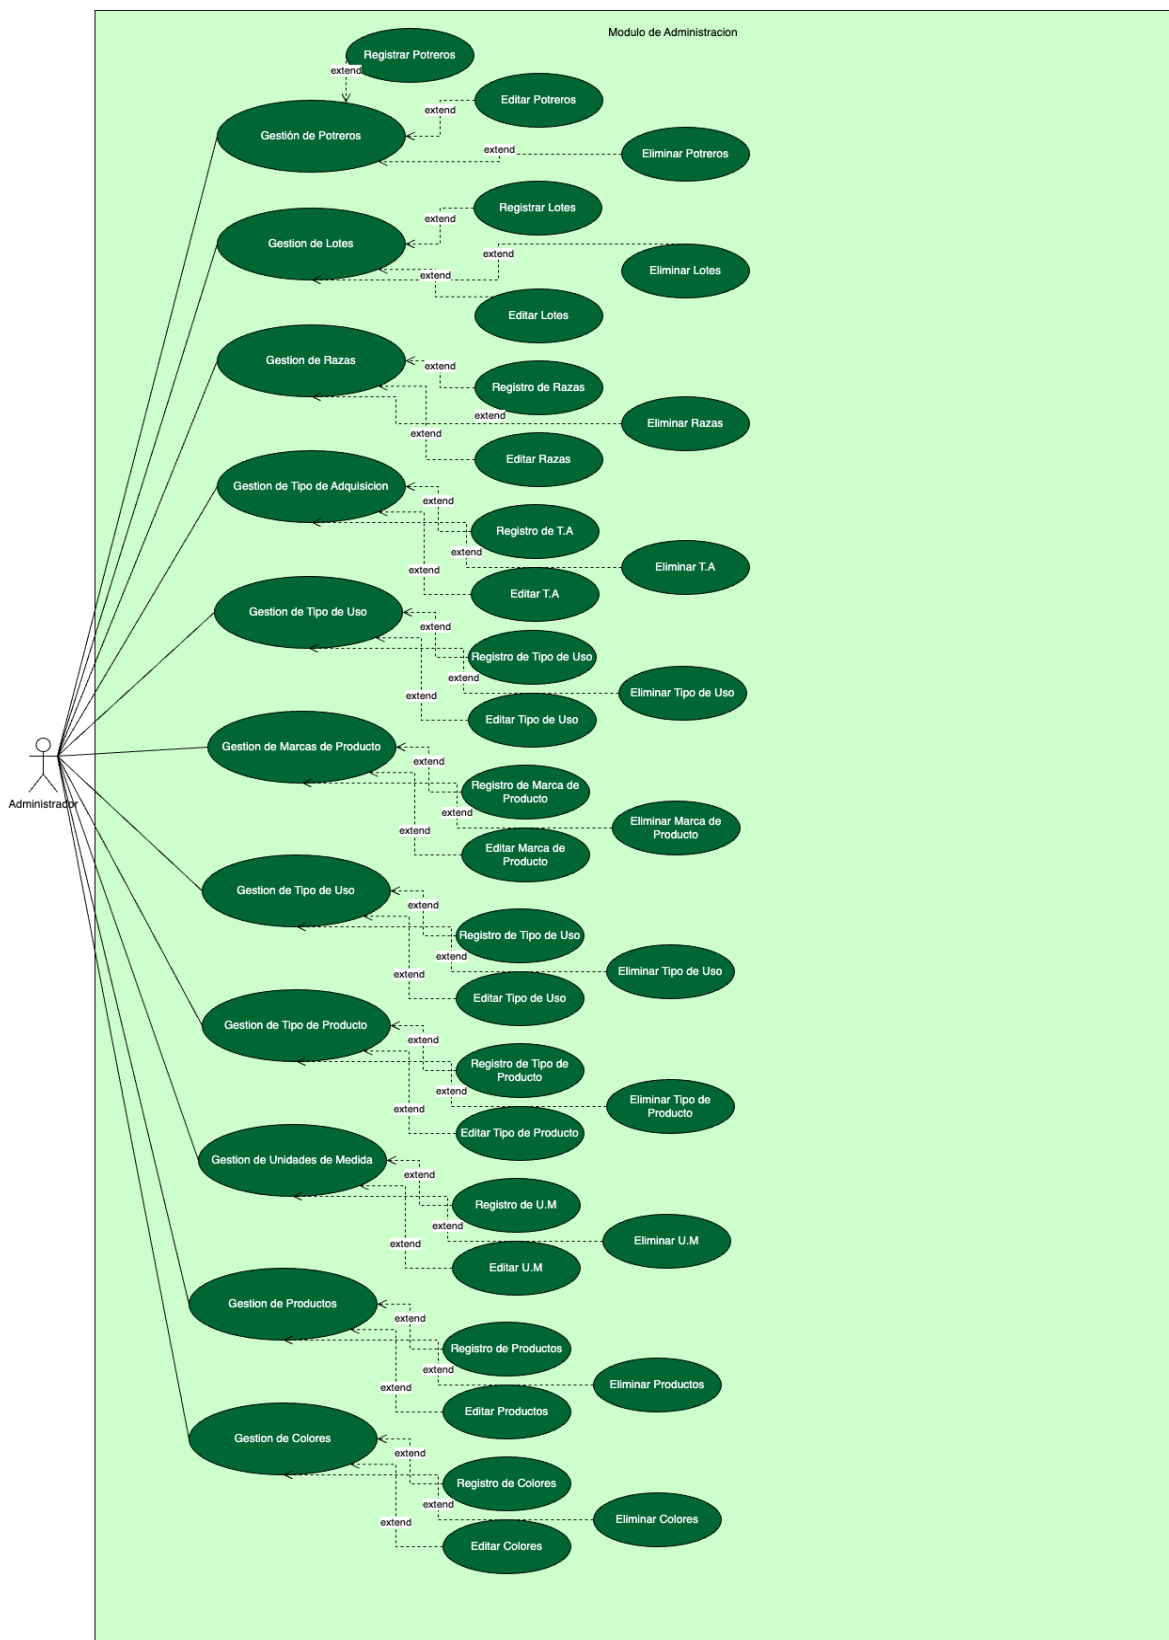 Modulo de Administracion
Registrar Potreros
extend
Editar Potreros
extend
Gestión de Potreros
extend
Eliminar Potreros
Registrar Lotes
extend
Gestion de Lotes
extend
Eliminar Lotes
extend
Editar Lotes
Gestion de Razas
extend
Registro de Razas
extend
Eliminar Razas
extend
Editar Razas
Gestion de Tipo de Adquisicion
extend
Registro de T.A
extend
Eliminar T.A
extend
Editar T.A
Gestion de Tipo de Uso
extend
Registro de Tipo de Uso
extend
Eliminar Tipo de Uso
extend
Editar Tipo de Uso
Gestion de Marcas de Producto
extend
Registro de Marca de
Producto
extend
Eliminar Marca de
Producto
extend
Editar Marca de
Producto
Administrador
Gestion de Tipo de Uso
extend
Registro de Tipo de Uso
extend
Eliminar Tipo de Uso
extend
Editar Tipo de Uso
Gestion de Tipo de Producto
extend
Registro de Tipo de
Producto
extend
Eliminar Tipo de
Producto
extend
Editar Tipo de Producto
Gestion de Unidades de Medida
extend
Registro de U.M
extend
Eliminar U.M
extend
Editar U.M
Gestion de Productos
extend
Registro de Productos
extend
Eliminar Productos
extend
Editar Productos
Gestion de Colores
extend
Registro de Colores
extend
Eliminar Colores
extend
Editar Colores